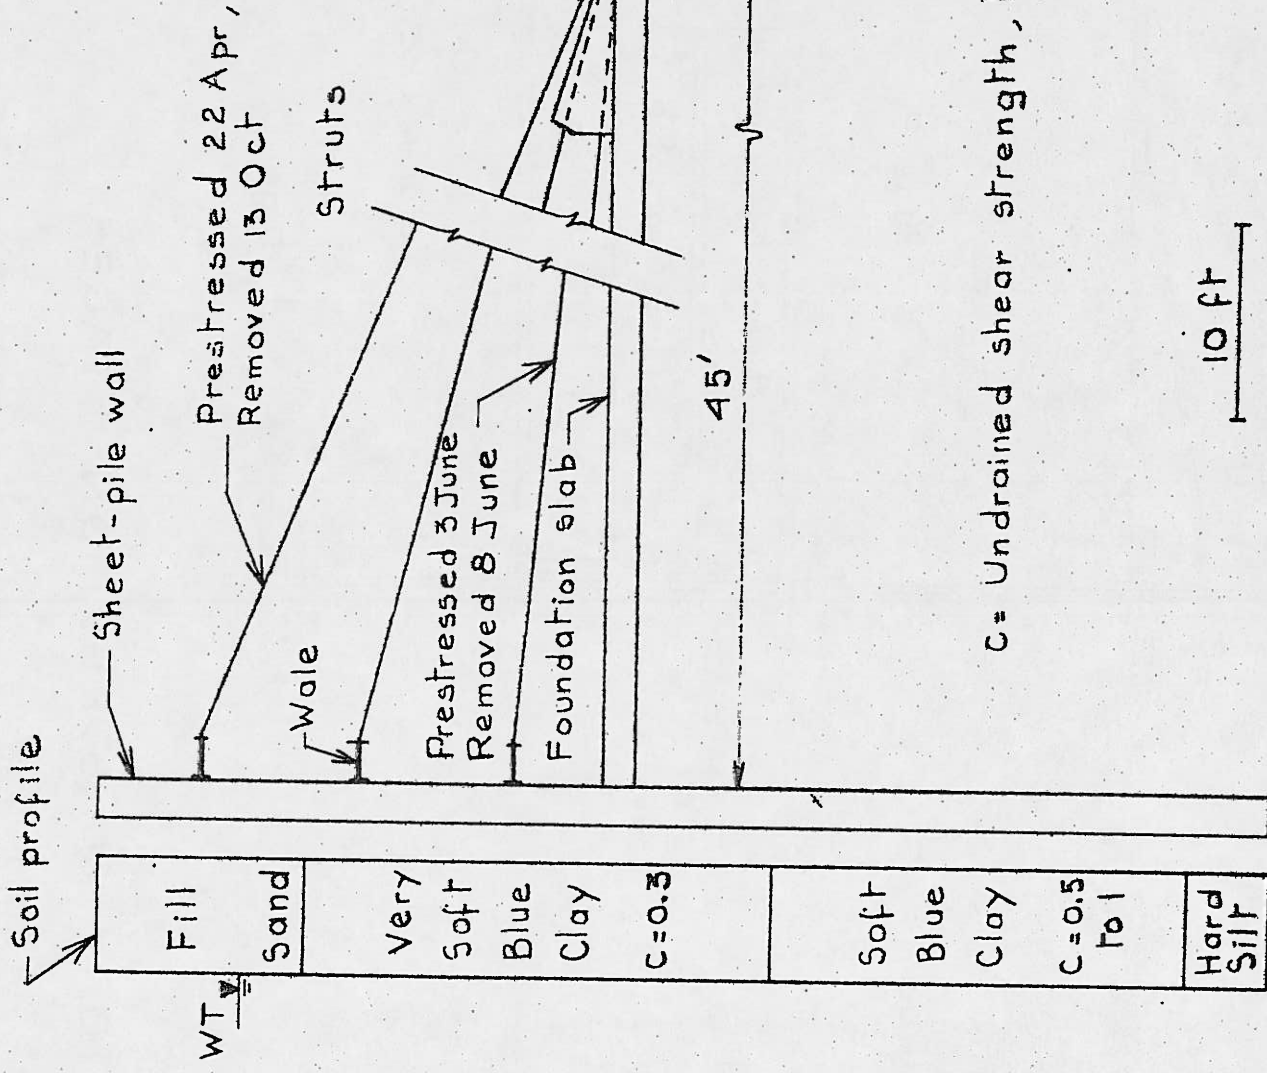 Soil profile
Sheet-pile wall
Prestressed 22 Apr,
Removed 13 Oct
Struts
Wale
Prestressed 3 June
Removed 8 June
Foundation slab
45'
C = Undrained shear strength,
10 ft
WT
Fill
Sand
Very
Soft
Blue
Clay
C=0.3
Soft
Blue
Clay
C=0.5
to 1
Hard
Silt